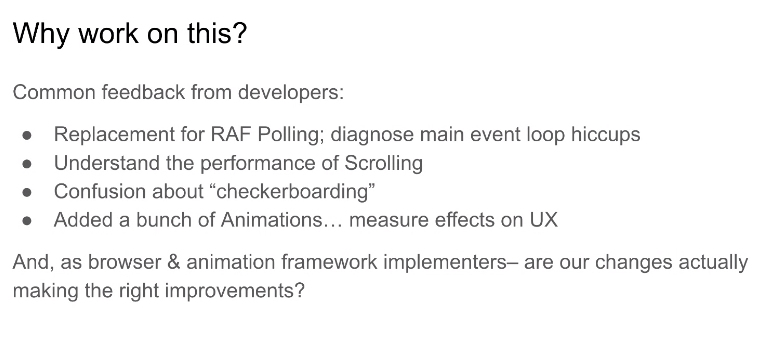 Why work on this?
Common feedback from developers:
● Replacement for RAF Polling; diagnose main event loop hiccups
● Understand the performance of Scrolling
● Confusion about “checkerboarding”
● Added a bunch of Animations… measure effects on UX
And, as browser & animation framework implementers– are our changes actually
making the right improvements?